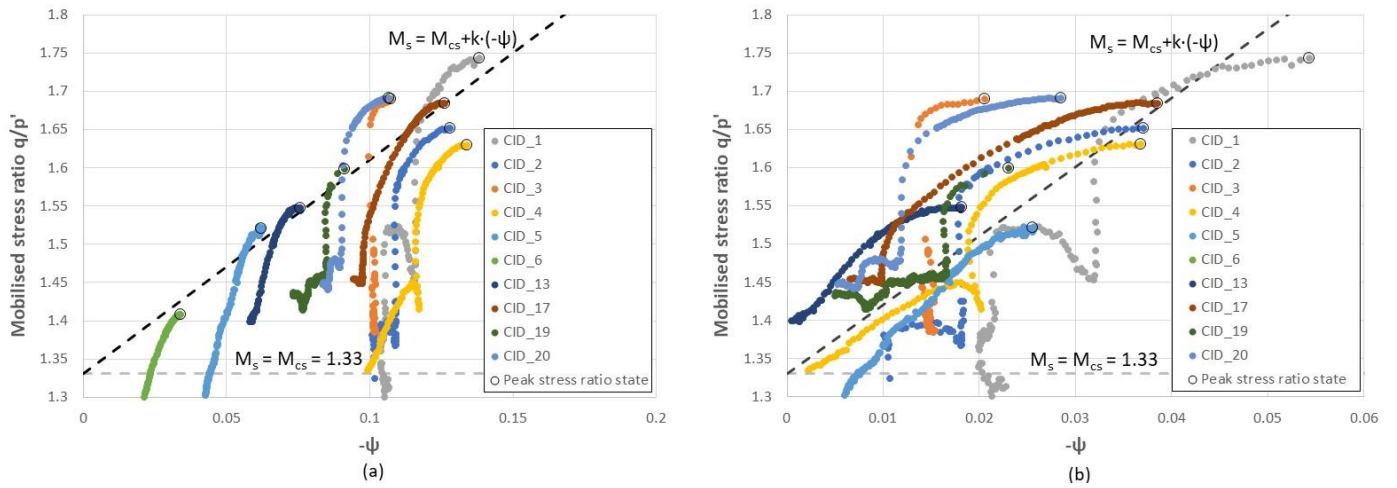 1.8
1.75
1.7
1.65
1.6
1.55
1.5
1.45
1.4
1.35
1.3
Mobilised stress ratio q/p'
0
0.05
0.1
0.15
0.2
-ψ
(a)
Mₛ = M꜀ₛ+k·(-ψ)
Mₛ = M꜀ₛ = 1.33
CID_1
CID_2
CID_3
CID_4
CID_5
CID_6
CID_13
CID_17
CID_19
CID_20
Peak stress ratio state
1.8
1.75
1.7
1.65
1.6
1.55
1.5
1.45
1.4
1.35
1.3
Mobilised stress ratio q/p'
0
0.01
0.02
0.03
0.04
0.05
0.06
-ψ
(b)
Mₛ = M꜀ₛ+k·(-ψ)
Mₛ = M꜀ₛ = 1.33
CID_1
CID_2
CID_3
CID_4
CID_5
CID_6
CID_13
CID_17
CID_19
CID_20
Peak stress ratio state